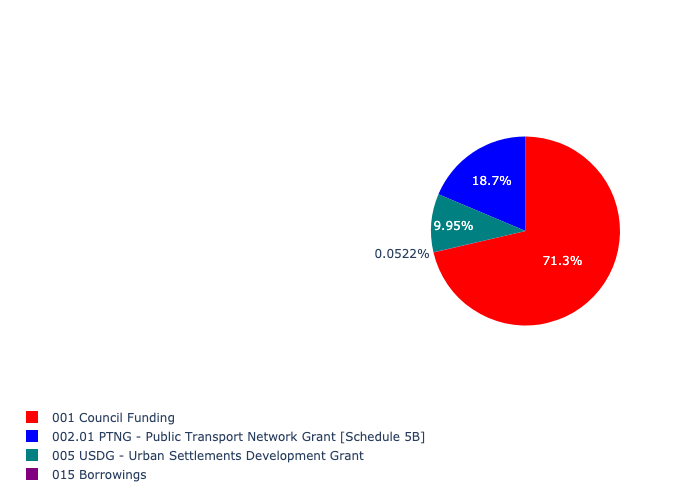 18.7%
9.95%
0.0522%
71.3%
001 Council Funding
002.01 PTNG - Public Transport Network Grant [Schedule 5B]
005 USDG - Urban Settlements Development Grant
015 Borrowings